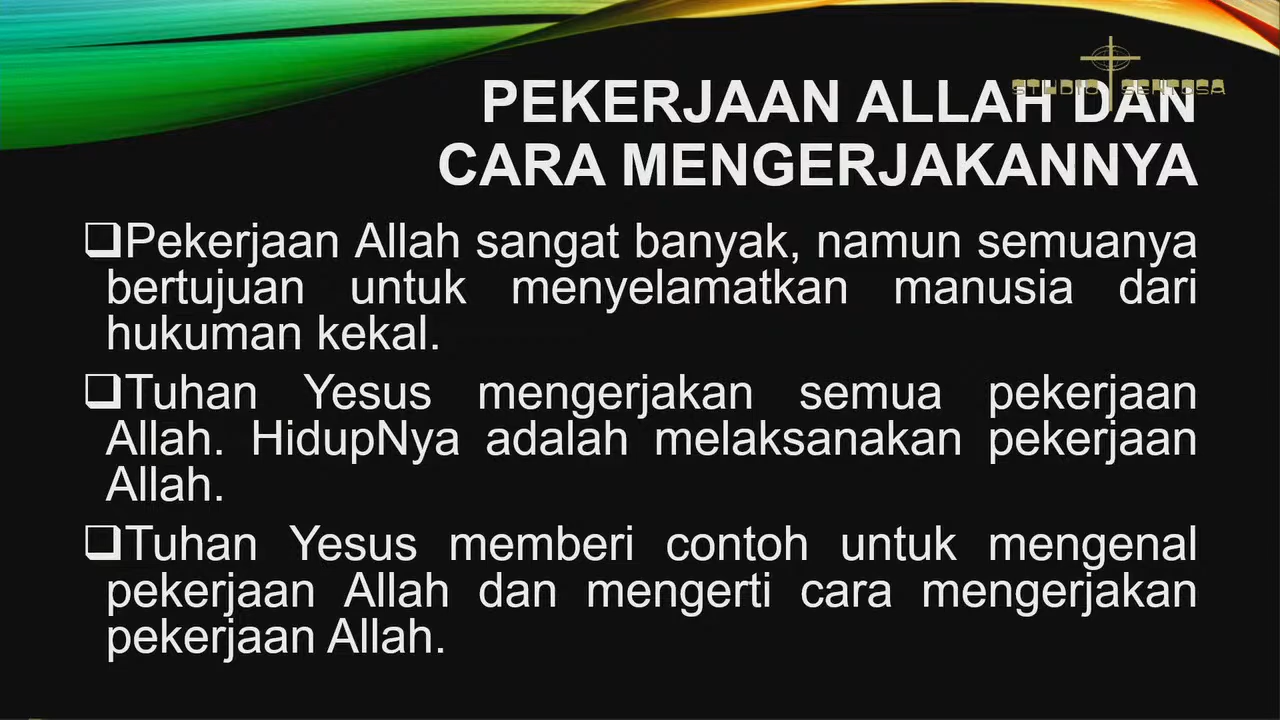 STUDIO SENTOSA
PEKERJAAN ALLAH DAN
CARA MENGERJAKANNYA
❑Pekerjaan Allah sangat banyak, namun semuanya
bertujuan untuk menyelamatkan manusia dari
hukuman kekal.
❑Tuhan Yesus mengerjakan semua pekerjaan
Allah. HidupNya adalah melaksanakan pekerjaan
Allah.
❑Tuhan Yesus memberi contoh untuk mengenal
pekerjaan Allah dan mengerti cara mengerjakan
pekerjaan Allah.